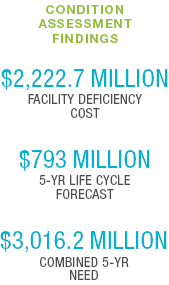 CONDITION
ASSESSMENT
FINDINGS
$2,222.7 MILLION
FACILITY DEFICIENCY
COST
$793 MILLION
5-YR LIFE CYCLE
FORECAST
$3,016.2 MILLION
COMBINED 5-YR
NEED